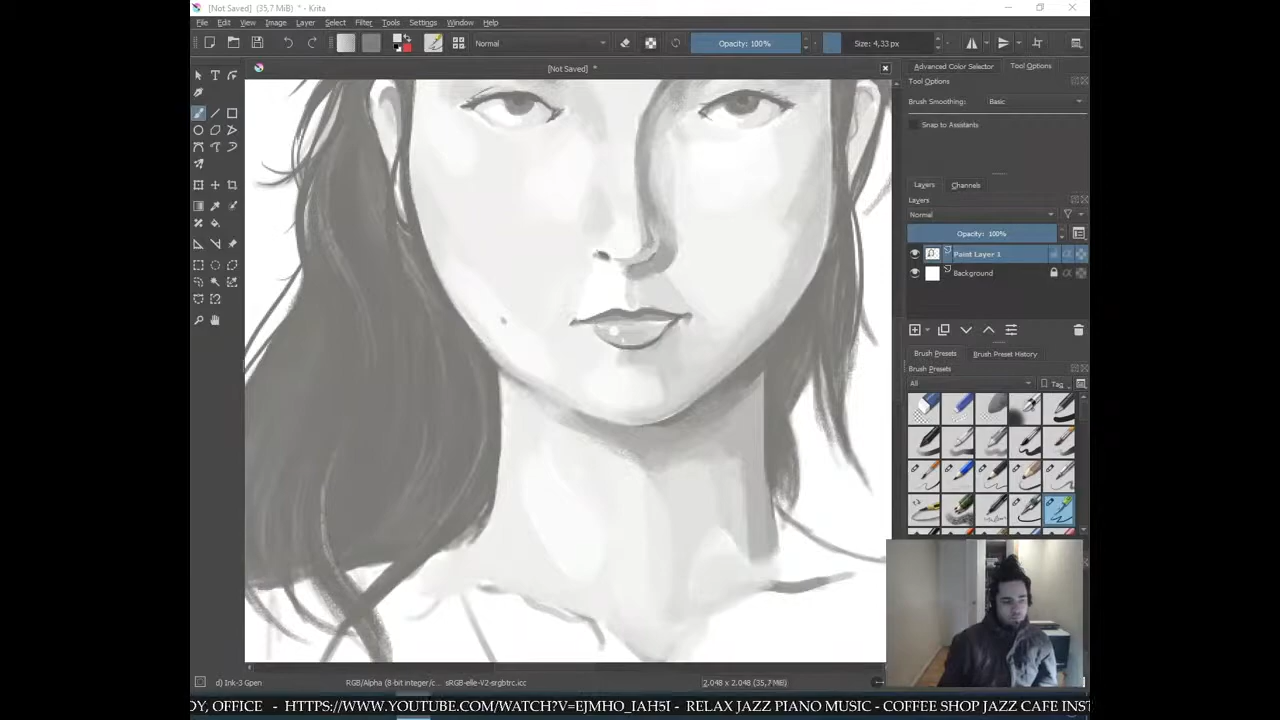 [Not Saved] (35,7 MiB) * - Krita
File Edit View Image Layer Select Filter Tools Settings Window Help
Normal
Opacity: 100%
Size: 4,33 px
[Not Saved] *
Advanced Color Selector
Tool Options
Tool Options
Brush Smoothing: Basic
Snap to Assistants
Layers
Channels
Layers
Normal
Opacity: 100%
Paint Layer 1
Background
Brush Presets
Brush Preset History
Brush Presets
All
Tag
d) Ink-3 Gpen
RGB/Alpha (8-bit integer/c... sRGB-elle-V2-srgbtrc.icc
2.048 x 2.048 (35,7 MiB)
DY, OFFICE - HTTPS://WWW.YOUTUBE.COM/WATCH?V=EJMHO_IAH5I - RELAX JAZZ PIANO MUSIC - COFFEE SHOP JAZZ CAFE INST